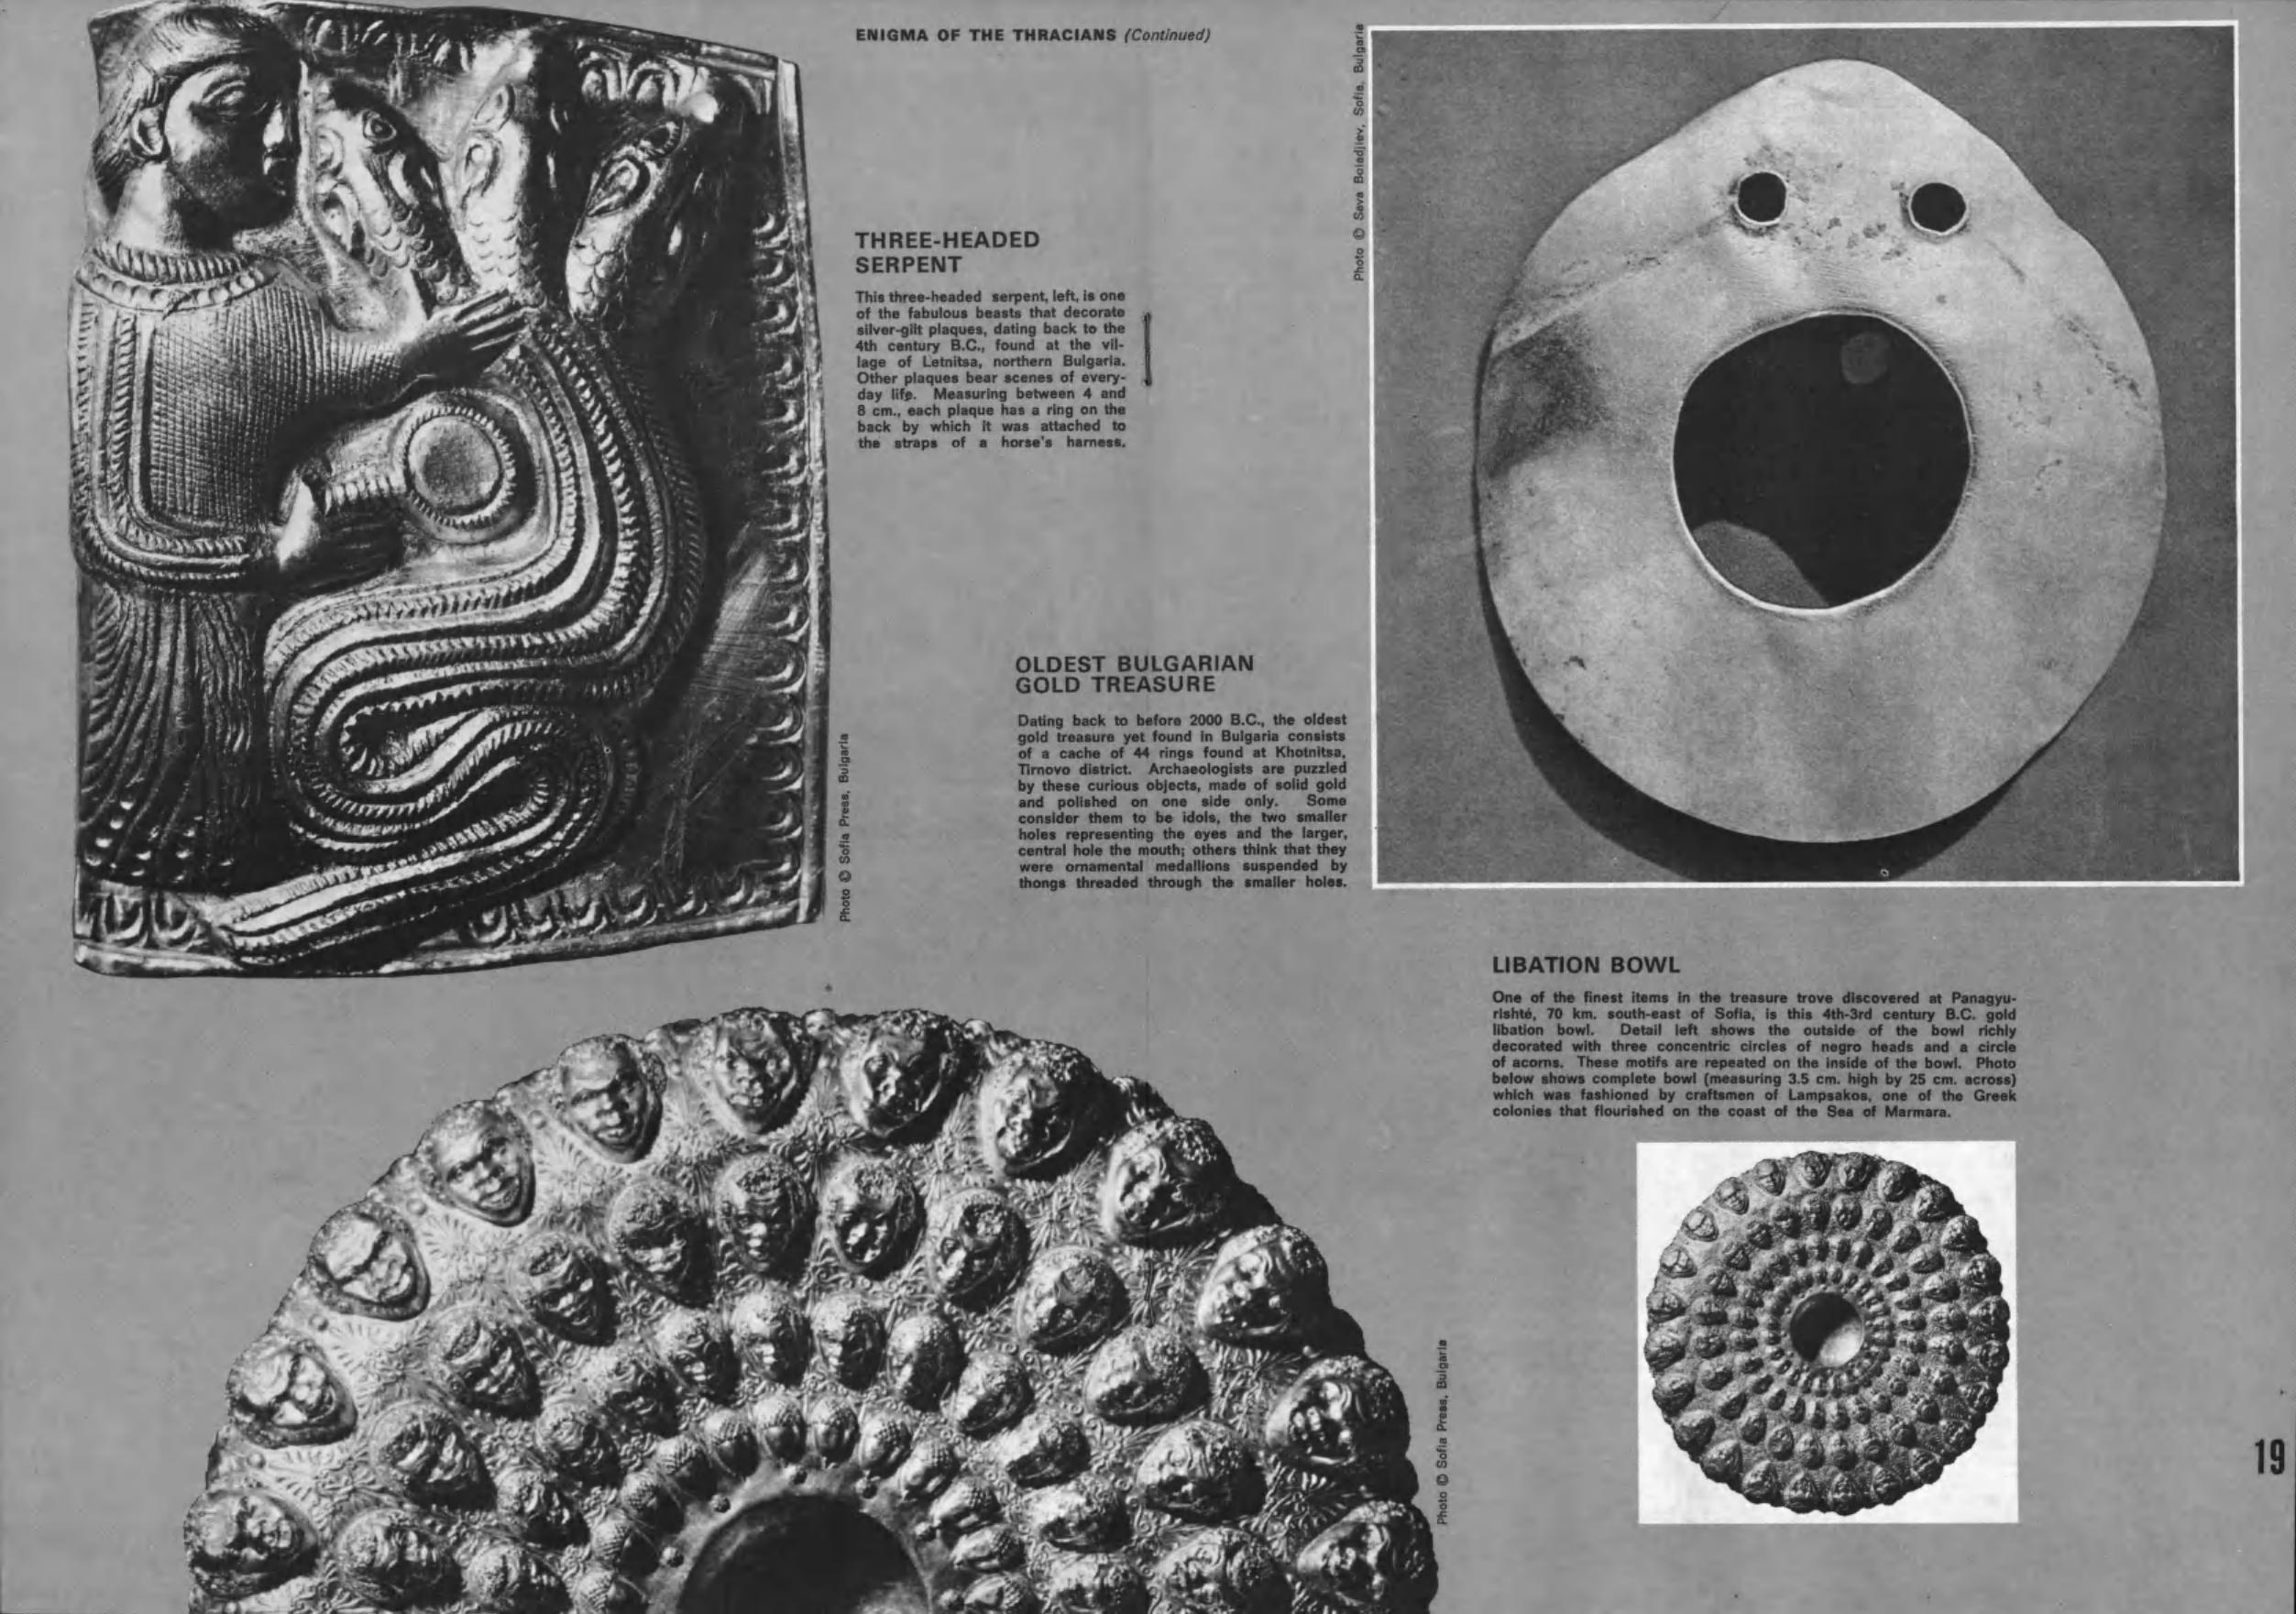 ENIGMA OF THE THRACIANS (Continued)
THREE-HEADED
SERPENT
This three-headed serpent, left, is one
of the fabulous beasts that decorate
silver-gilt plaques, dating back to the
4th century B.C., found at the vil-
lage of Letnitsa, northern Bulgaria.
Other plaques bear scenes of every-
day life. Measuring between 4 and
8 cm., each plaque has a ring on the
back by which it was attached to
the straps of a horse's harness.
Photo © Sofia Press, Bulgaria
OLDEST BULGARIAN
GOLD TREASURE
Dating back to before 2000 B.C., the oldest
gold treasure yet found in Bulgaria consists
of a cache of 44 rings found at Khotnitsa,
Tirnovo district. Archaeologists are puzzled
by these curious objects, made of solid gold
and polished on one side only. Some
consider them to be idols, the two smaller
holes representing the eyes and the larger,
central hole the mouth; others think that they
were ornamental medallions suspended by
thongs threaded through the smaller holes.
Photo © Sava Boiadjiev, Sofia, Bulgaria
LIBATION BOWL
One of the finest items in the treasure trove discovered at Panagyu-
rishté, 70 km. south-east of Sofia, is this 4th-3rd century B.C. gold
libation bowl. Detail left shows the outside of the bowl richly
decorated with three concentric circles of negro heads and a circle
of acorns. These motifs are repeated on the inside of the bowl. Photo
below shows complete bowl (measuring 3.5 cm. high by 25 cm. across)
which was fashioned by craftsmen of Lampsakos, one of the Greek
colonies that flourished on the coast of the Sea of Marmara.
Photo © Sofia Press, Bulgaria
19